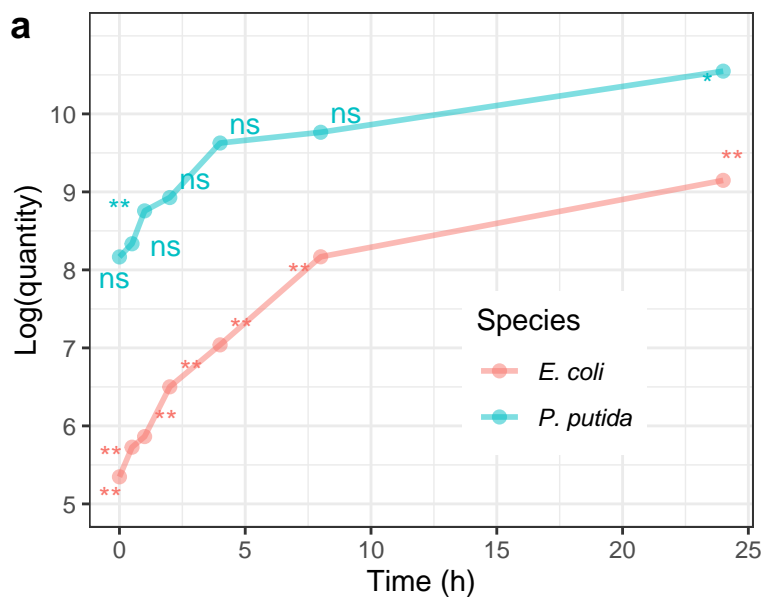 a
Log(quantity)
10
9
8
7
6
5
ns
**
ns
ns
ns
ns
*
**
**
**
**
**
**
**
Species
E. coli
P. putida
0
5
10
15
20
25
Time (h)